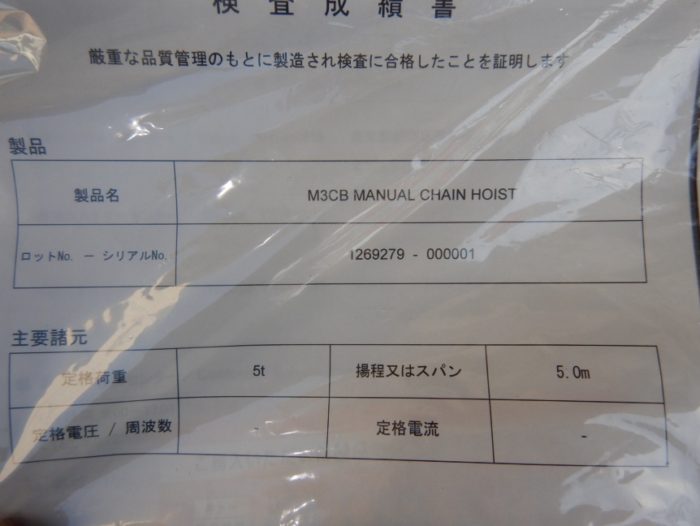 検査成績書
厳重な品質管理のもとに製造され検査に合格したことを証明します
製品
製品名 M3CB MANUAL CHAIN HOIST
ロットNo. − シリアルNo. 1269279 - 000001
主要諸元
定格荷重 5t 揚程又はスパン 5.0m
定格電圧 / 周波数 - 定格電流 -